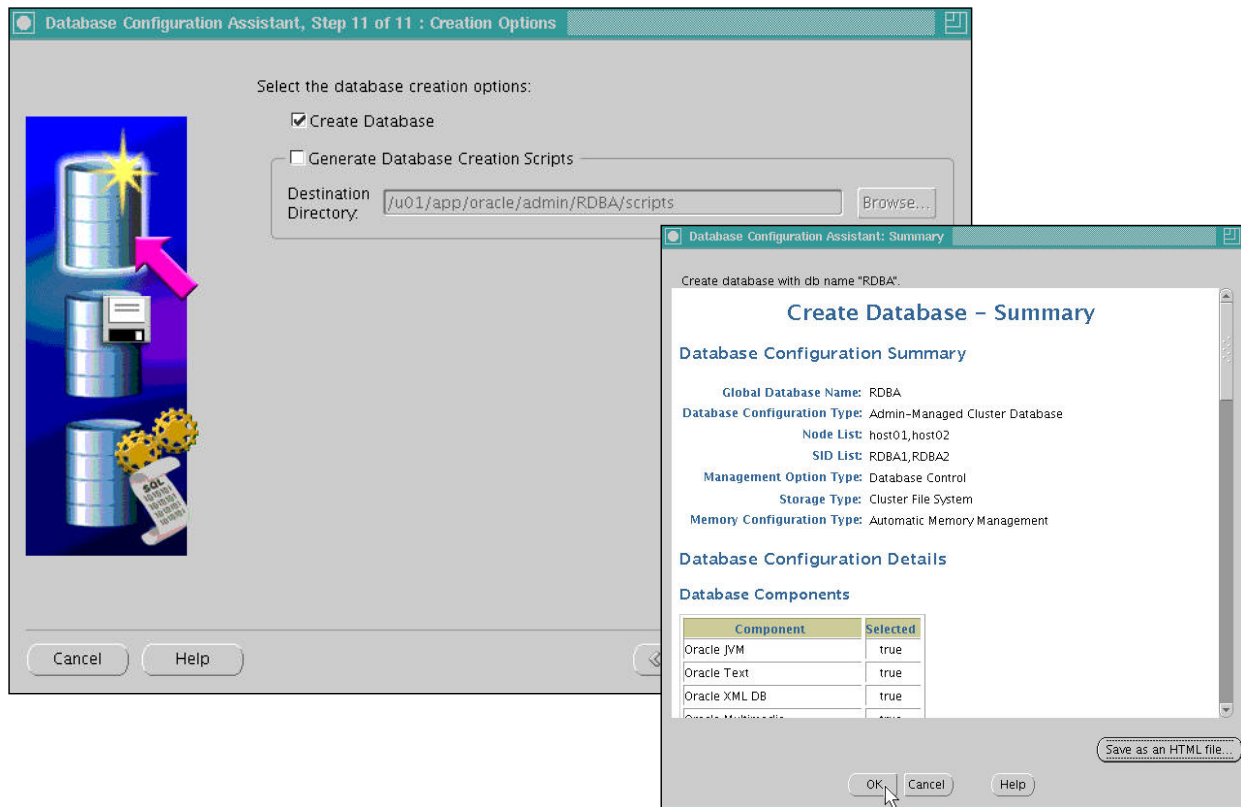 Database Configuration Assistant, Step 11 of 11 : Creation Options
Select the database creation options:
Create Database
Generate Database Creation Scripts
Destination
Directory:
/u01/app/oracle/admin/RDBA/scripts
Browse...
SQL
Cancel
Help
Database Configuration Assistant: Summary
Create database with db name "RDBA".
Create Database - Summary
Database Configuration Summary
Global Database Name: RDBA
Database Configuration Type: Admin-Managed Cluster Database
Node List: host01,host02
SID List: RDBA1,RDBA2
Management Option Type: Database Control
Storage Type: Cluster File System
Memory Configuration Type: Automatic Memory Management
Database Configuration Details
Database Components
Component Selected
Oracle JVM true
Oracle Text true
Oracle XML DB true
Oracle Multimedia true
Save as an HTML file...
OK
Cancel
Help